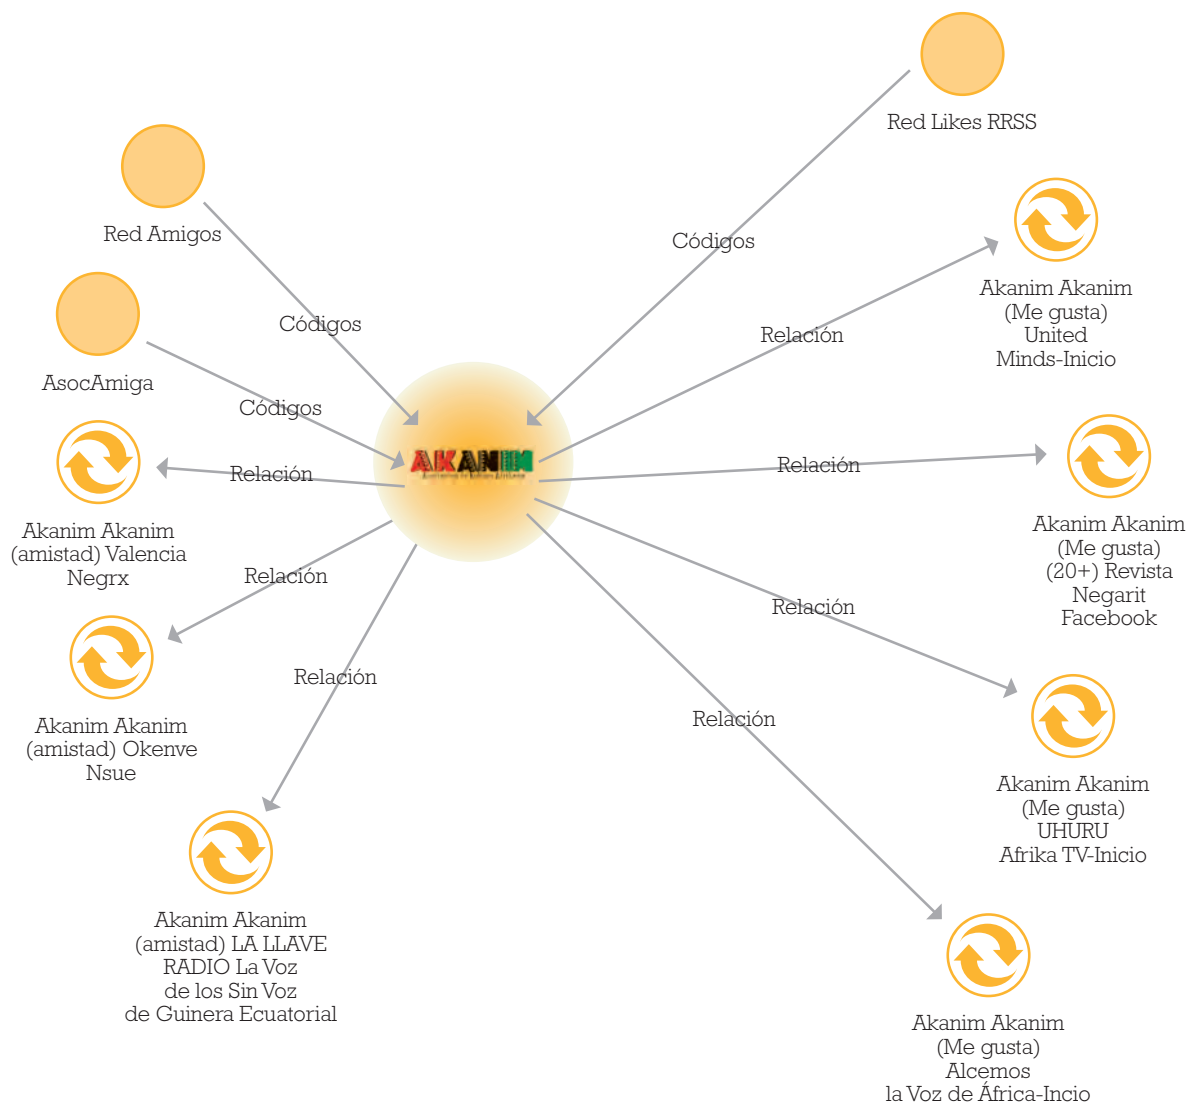 Red Likes RRSS
Red Amigos
Códigos
Códigos
AsocAmiga
Códigos
Relación
Akanim Akanim
(Me gusta)
United
Minds-Inicio
AKANIM
Relación
Akanim Akanim
(amistad) Valencia
Negrx
Relación
Akanim Akanim
(Me gusta)
(20+) Revista
Negarit
Facebook
Relación
Akanim Akanim
(amistad) Okenve
Nsue
Relación
Akanim Akanim
(Me gusta)
UHURU
Afrika TV-Inicio
Relación
Akanim Akanim
(amistad) LA LLAVE
RADIO La Voz
de los Sin Voz
de Guinera Ecuatorial
Relación
Akanim Akanim
(Me gusta)
Alcemos
la Voz de África-Incio